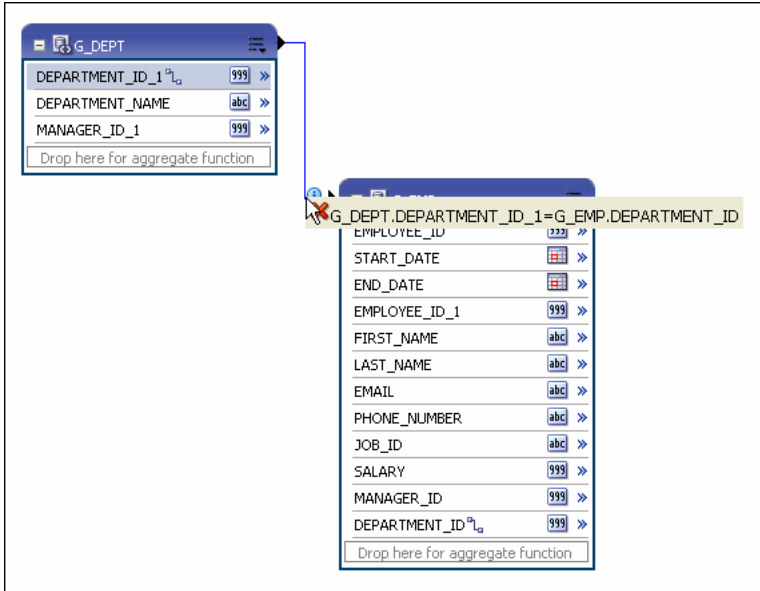 G_DEPT
DEPARTMENT_ID_1 999
DEPARTMENT_NAME abc
MANAGER_ID_1 999
Drop here for aggregate function
G_DEPT.DEPARTMENT_ID_1=G_EMP.DEPARTMENT_ID
EMPLOYEE_ID 999
START_DATE
END_DATE
EMPLOYEE_ID_1 999
FIRST_NAME abc
LAST_NAME abc
EMAIL abc
PHONE_NUMBER abc
JOB_ID abc
SALARY 999
MANAGER_ID 999
DEPARTMENT_ID 999
Drop here for aggregate function